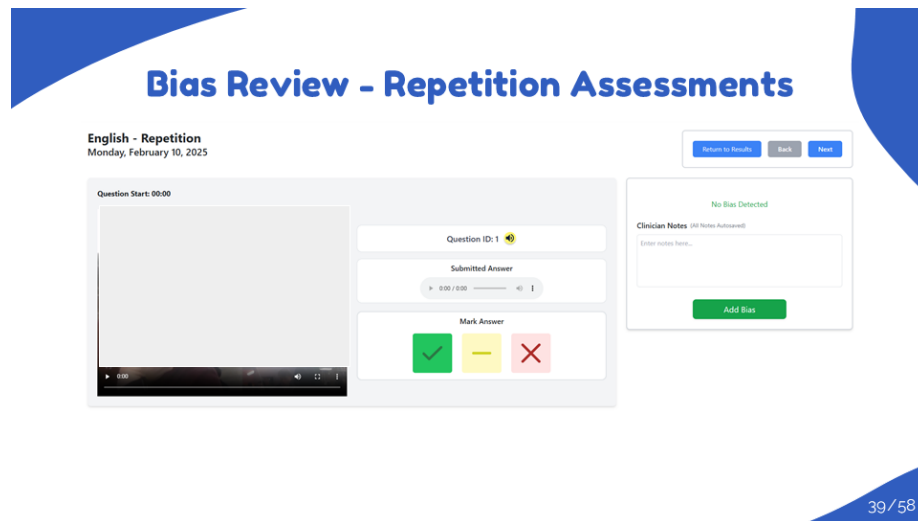 Bias Review - Repetition Assessments
English - Repetition
Monday, February 10, 2025
Return to Results
Back
Next
Question Start: 00:00
Question ID: 1
Submitted Answer
0:00 / 0:00
Mark Answer
0:00
No Bias Detected
Clinician Notes (All Notes Autosaved)
Enter notes here...
Add Bias
39/58